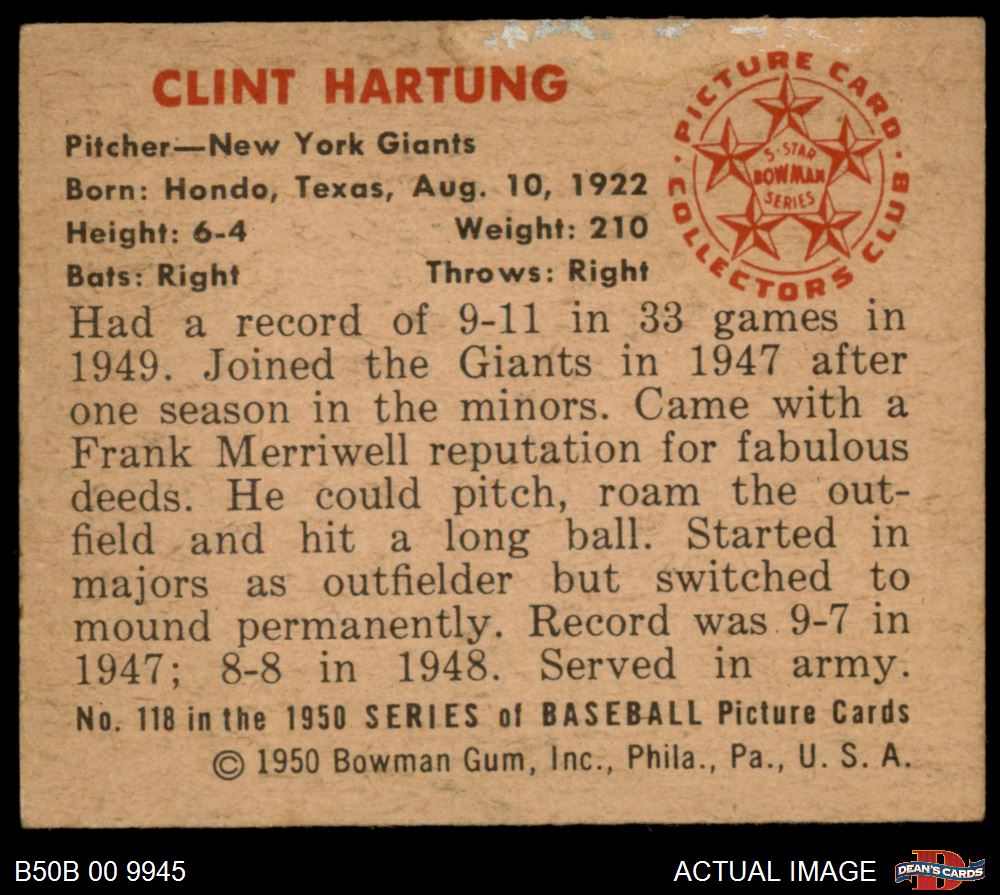 CLINT HARTUNG
Pitcher—New York Giants
Born: Hondo, Texas, Aug. 10, 1922
Height: 6-4 Weight: 210
Bats: Right Throws: Right
PICTURE CARD
COLLECTORS CLUB
5-STAR
BOWMAN
SERIES
Had a record of 9-11 in 33 games in
1949. Joined the Giants in 1947 after
one season in the minors. Came with a
Frank Merriwell reputation for fabulous
deeds. He could pitch, roam the out-
field and hit a long ball. Started in
majors as outfielder but switched to
mound permanently. Record was 9-7 in
1947; 8-8 in 1948. Served in army.
No. 118 in the 1950 SERIES of BASEBALL Picture Cards
© 1950 Bowman Gum, Inc., Phila., Pa., U. S. A.
B50B 00 9945
ACTUAL IMAGE
D
DEAN'S CARDS